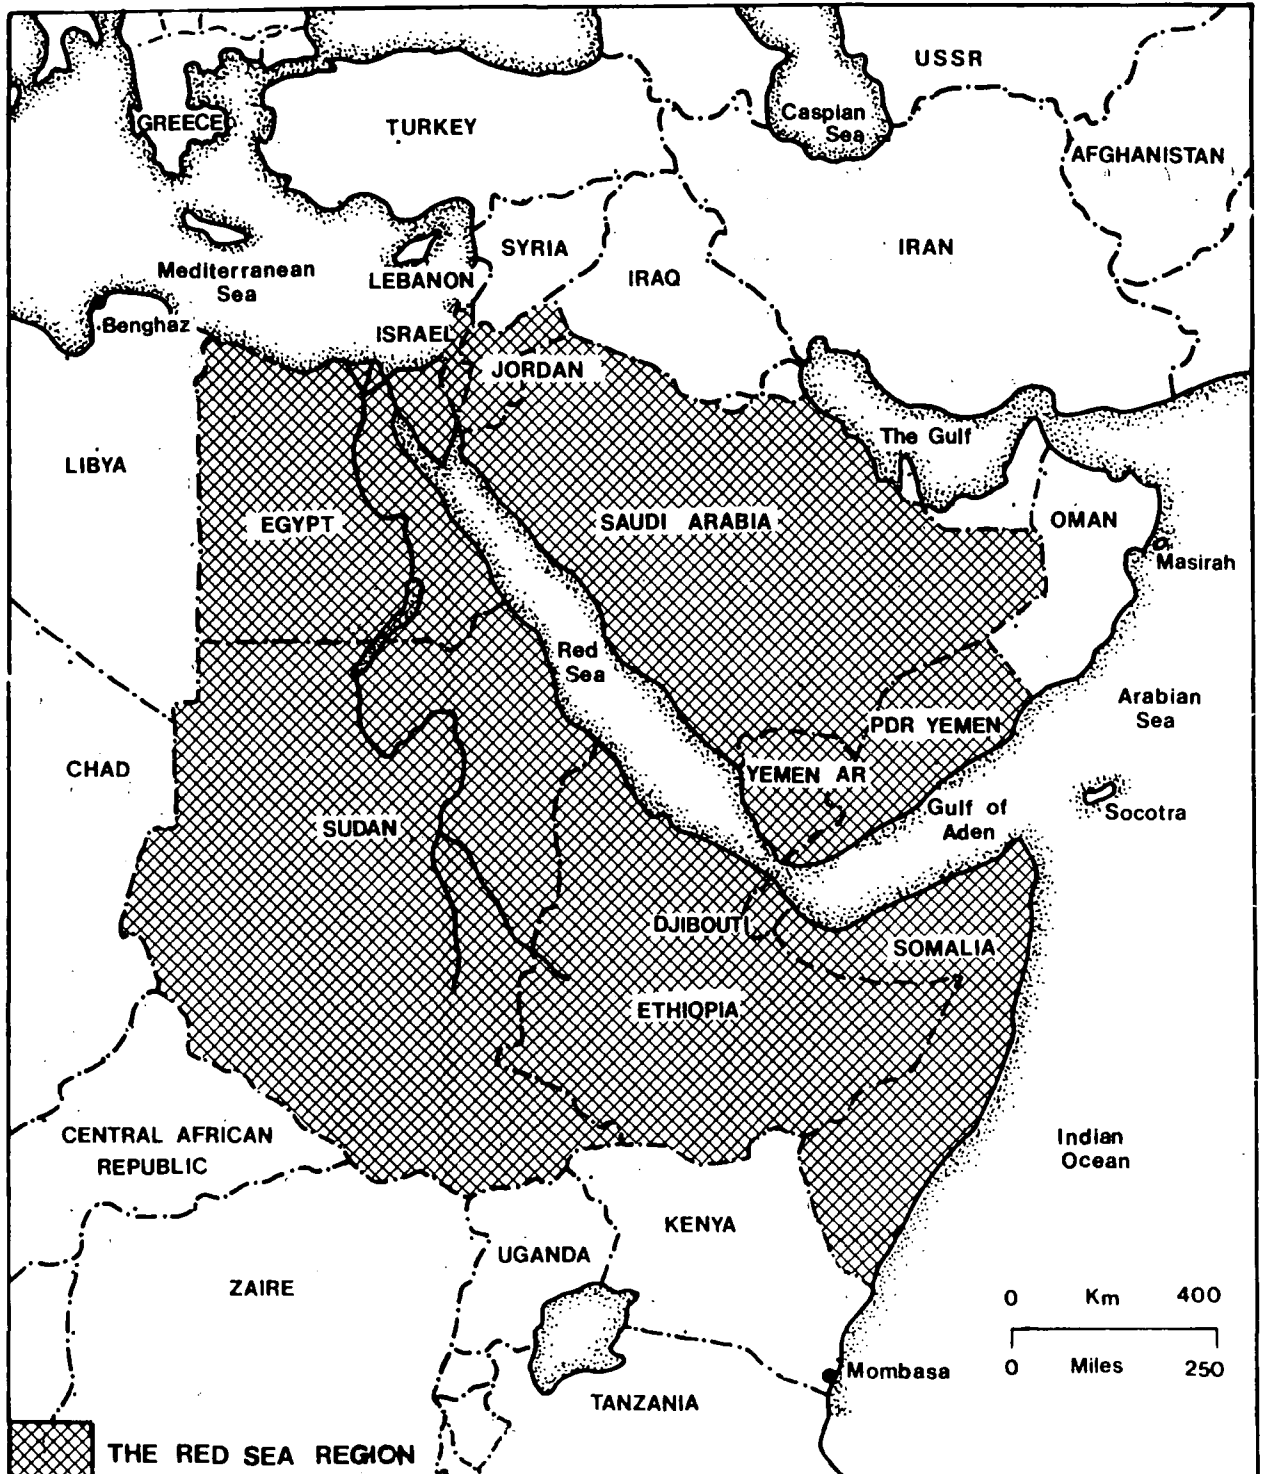 USSR
Caspian
Sea
GREECE
TURKEY
AFGHANISTAN
SYRIA
IRAN
Mediterranean
Sea
LEBANON
IRAQ
Benghaz
ISRAEL
JORDAN
The Gulf
LIBYA
EGYPT
SAUDI ARABIA
OMAN
Masirah
Red
Sea
Arabian
Sea
PDR YEMEN
CHAD
YEMEN AR
Gulf of
Aden
Socotra
SUDAN
DJIBOUTI
SOMALIA
ETHIOPIA
CENTRAL AFRICAN
REPUBLIC
Indian
Ocean
KENYA
UGANDA
ZAIRE
0 Km 400
0 Miles 250
Mombasa
TANZANIA
THE RED SEA REGION